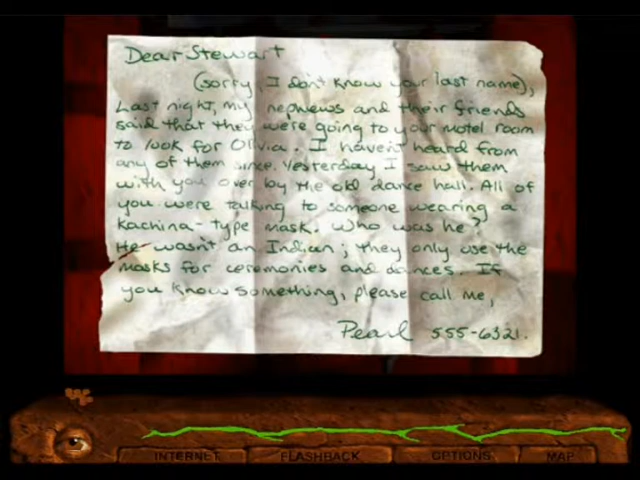 Dear Stewart
(sorry, I don't know your last name),
Last night, my nephews and their friends
said that they were going to your motel room
to look for Olivia. I haven't heard from
any of them since. Yesterday I saw them
with you over by the old dance hall. All of
you were talking to someone wearing a
kachina-type mask. Who was he?
He wasn't an Indian; they only use the
masks for ceremonies and dances. If
you know something, please call me,
Pearl 555-6321.
INTERNET FLASHBACK OPTIONS MAP